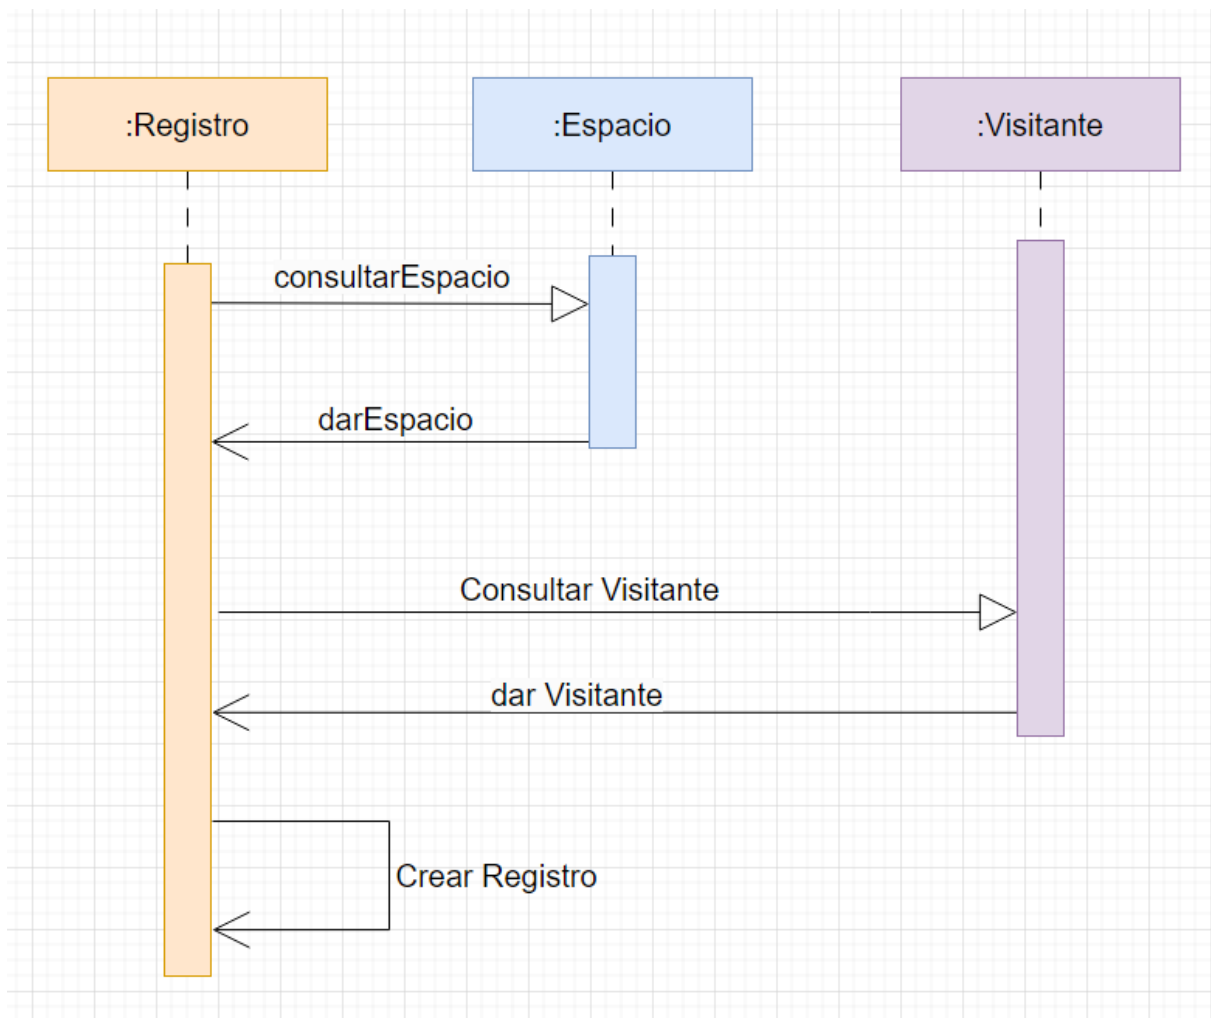 :Registro
:Espacio
:Visitante
consultarEspacio
darEspacio
Consultar Visitante
dar Visitante
Crear Registro